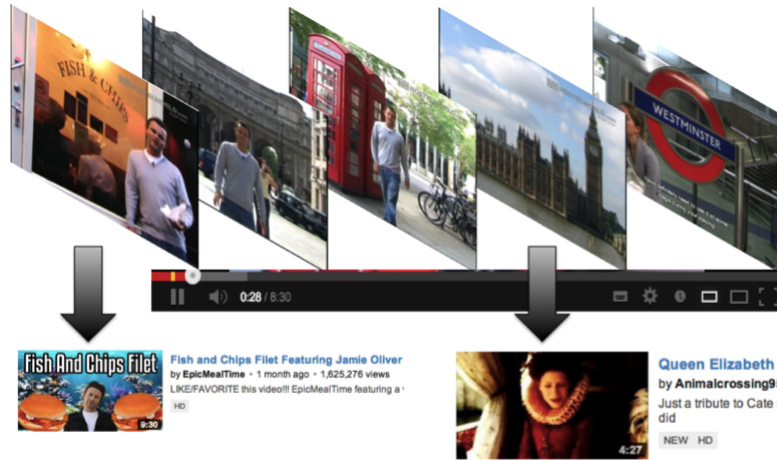 FISH & CHIPS
WESTMINSTER
0:28 / 8:30
Fish And Chips Filet
9:30
Fish and Chips Filet Featuring Jamie Oliver
by EpicMealTime • 1 month ago • 1,625,276 views
LIKE/FAVORITE this video!!! EpicMealTime featuring a
HD
4:27
Queen Elizabeth
by Animalcrossing9
Just a tribute to Cate
did
NEW HD